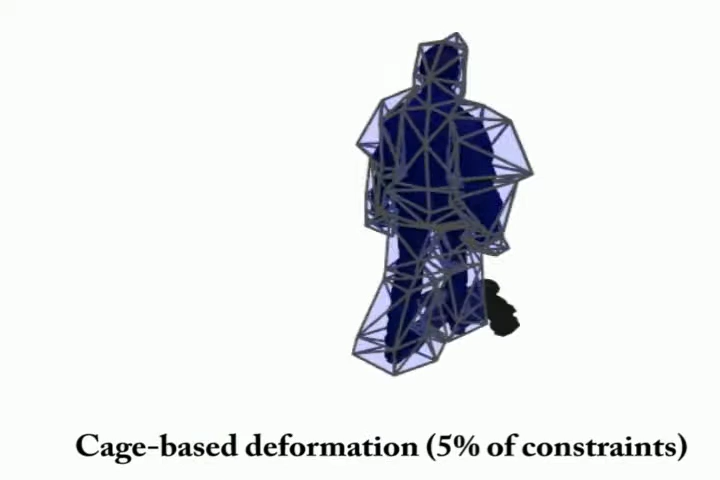 Cage-based deformation (5% of constraints)